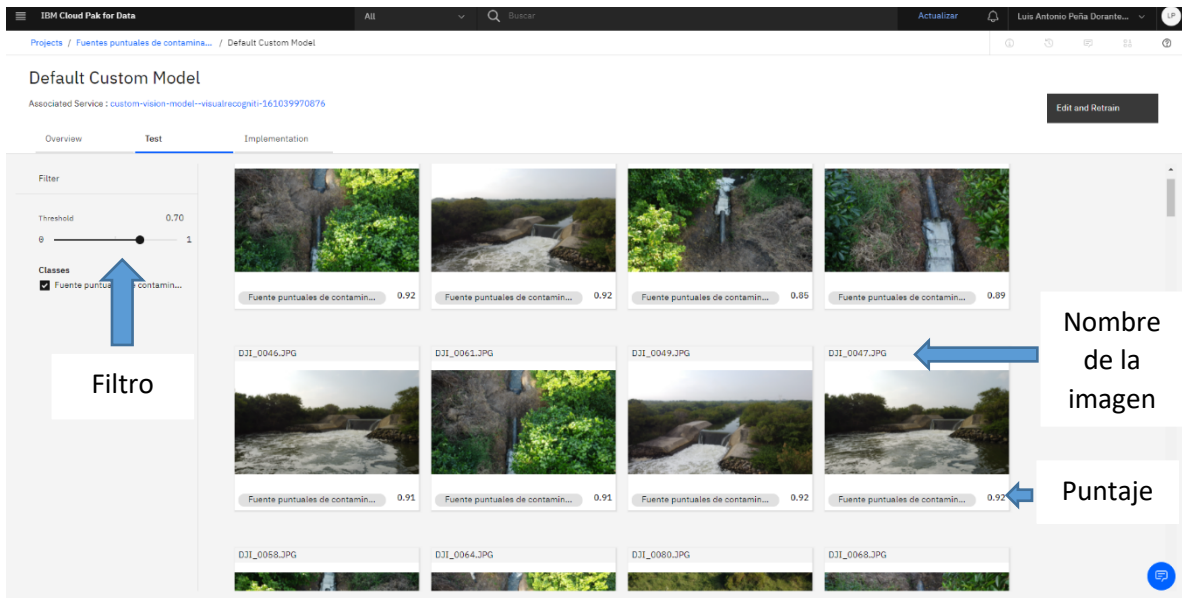 IBM Cloud Pak for Data
All
Buscar
Actualizar
Luis Antonio Peña Dorante...
LP
Projects / Fuentes puntuales de contamina... / Default Custom Model
Default Custom Model
Associated Service : custom-vision-model--visualrecogniti-161039970876
Edit and Retrain
Overview
Test
Implementation
Filter
Threshold 0.70
0 1
Classes
Fuente puntua... de contamin...
Filtro
Fuente puntuales de contamin... 0.92
Fuente puntuales de contamin... 0.92
Fuente puntuales de contamin... 0.85
Fuente puntuales de contamin... 0.89
DJI_0046.JPG
DJI_0061.JPG
DJI_0049.JPG
DJI_0047.JPG
Nombre
de la
imagen
Fuente puntuales de contamin... 0.91
Fuente puntuales de contamin... 0.91
Fuente puntuales de contamin... 0.92
Fuente puntuales de contamin... 0.92
Puntaje
DJI_0058.JPG
DJI_0064.JPG
DJI_0080.JPG
DJI_0068.JPG